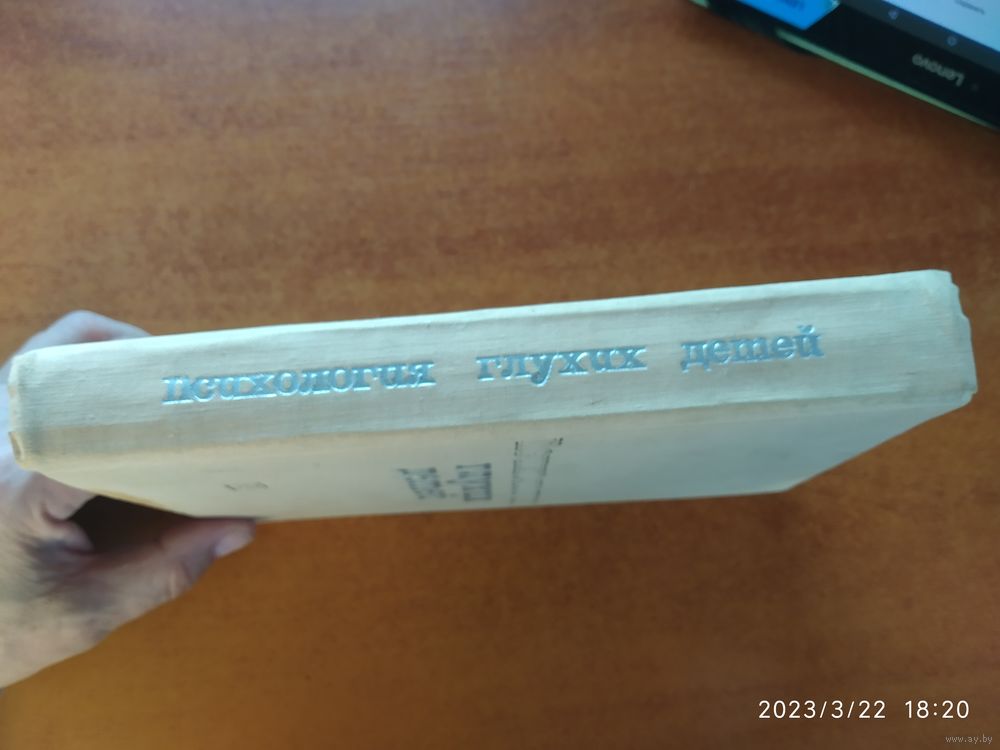 Lenovo
психология глухих детей
2023/3/22 18:20
www.ay.by